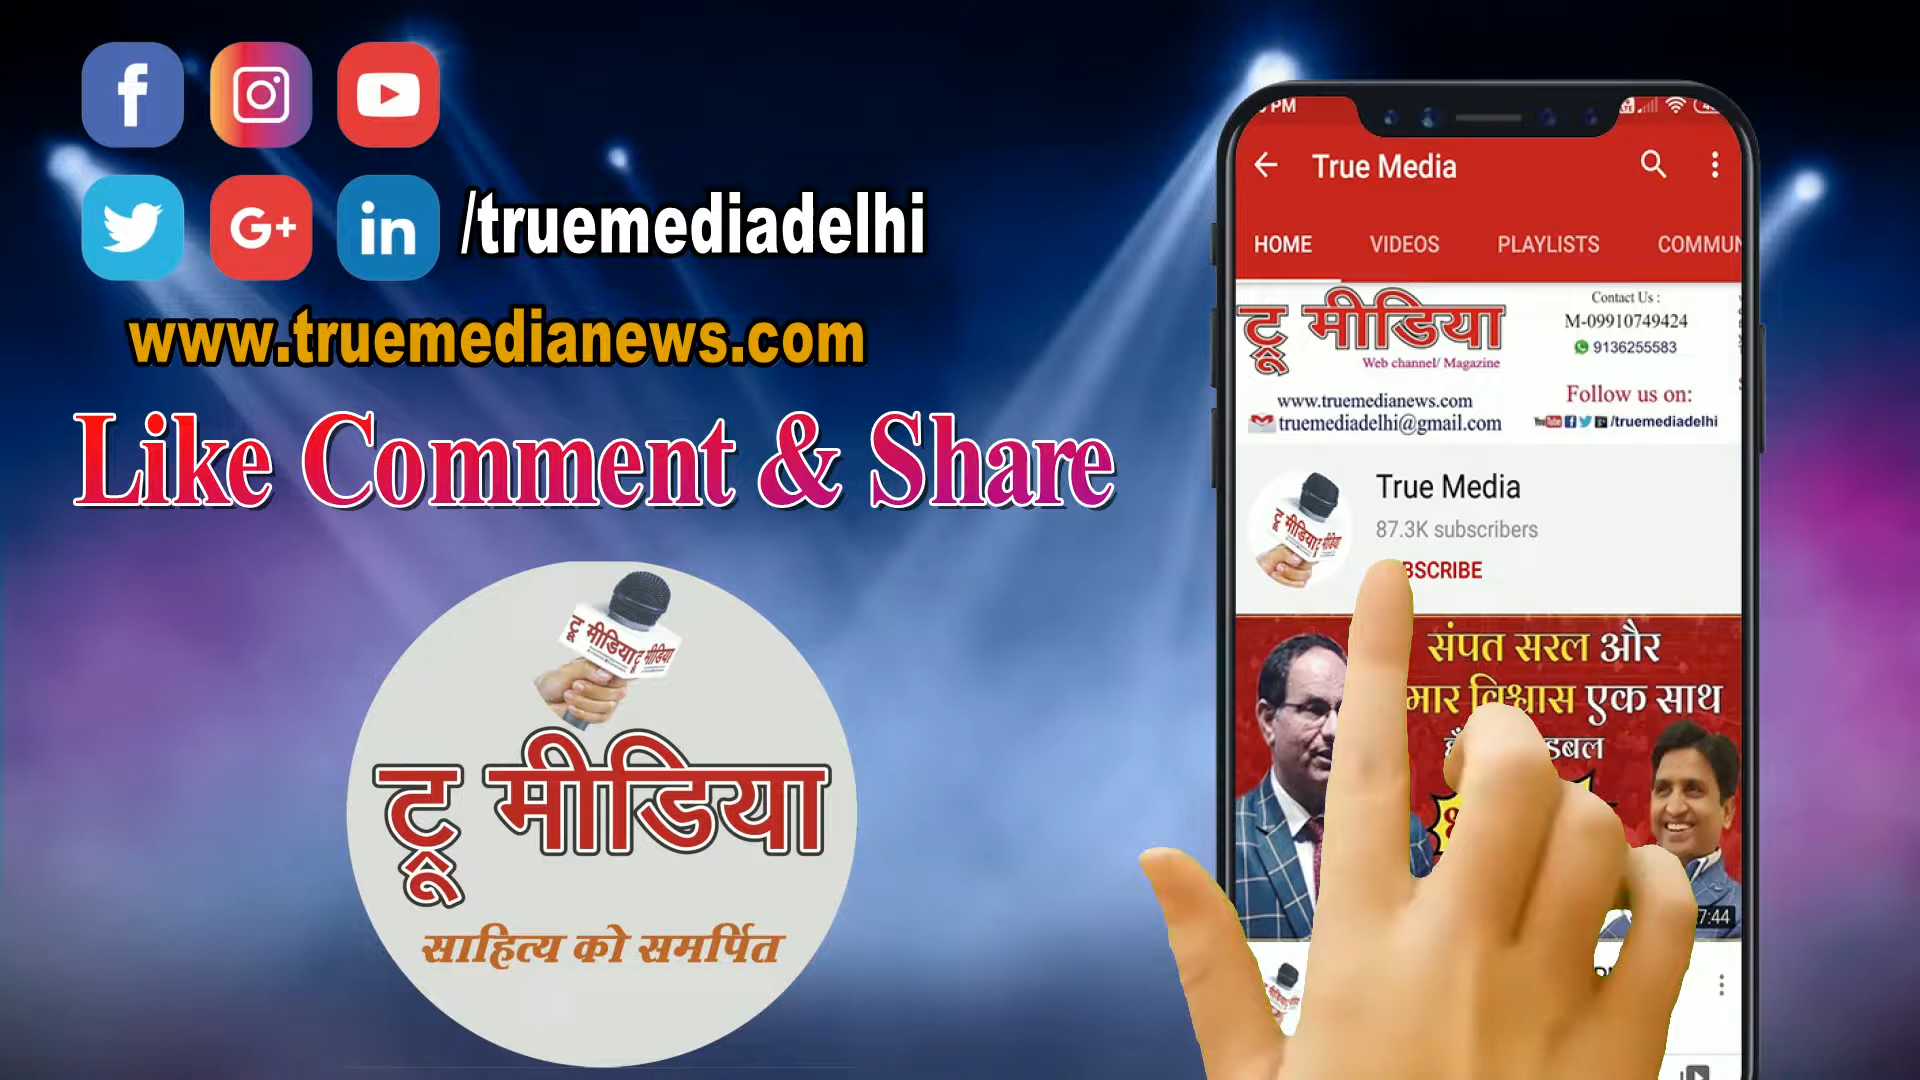 /truemediadelhi
www.truemedianews.com
Like Comment & Share
ट्रू मीडिया ट्रू मीडिया
ट्रू मीडिया
साहित्य को समर्पित
PM
True Media
HOME VIDEOS PLAYLISTS COMMUN
ट्रू मीडिया
Web channel/ Magazine
www.truemedianews.com
truemediadelhi@gmail.com
Contact Us :
M-09910749424
9136255583
Follow us on:
/truemediadelhi
ट्रू मीडिया ट्रू मीडिया
True Media
87.3K subscribers
BSCRIBE
संपत सरल और
मार विश्वास एक साथ
डबल
7:44